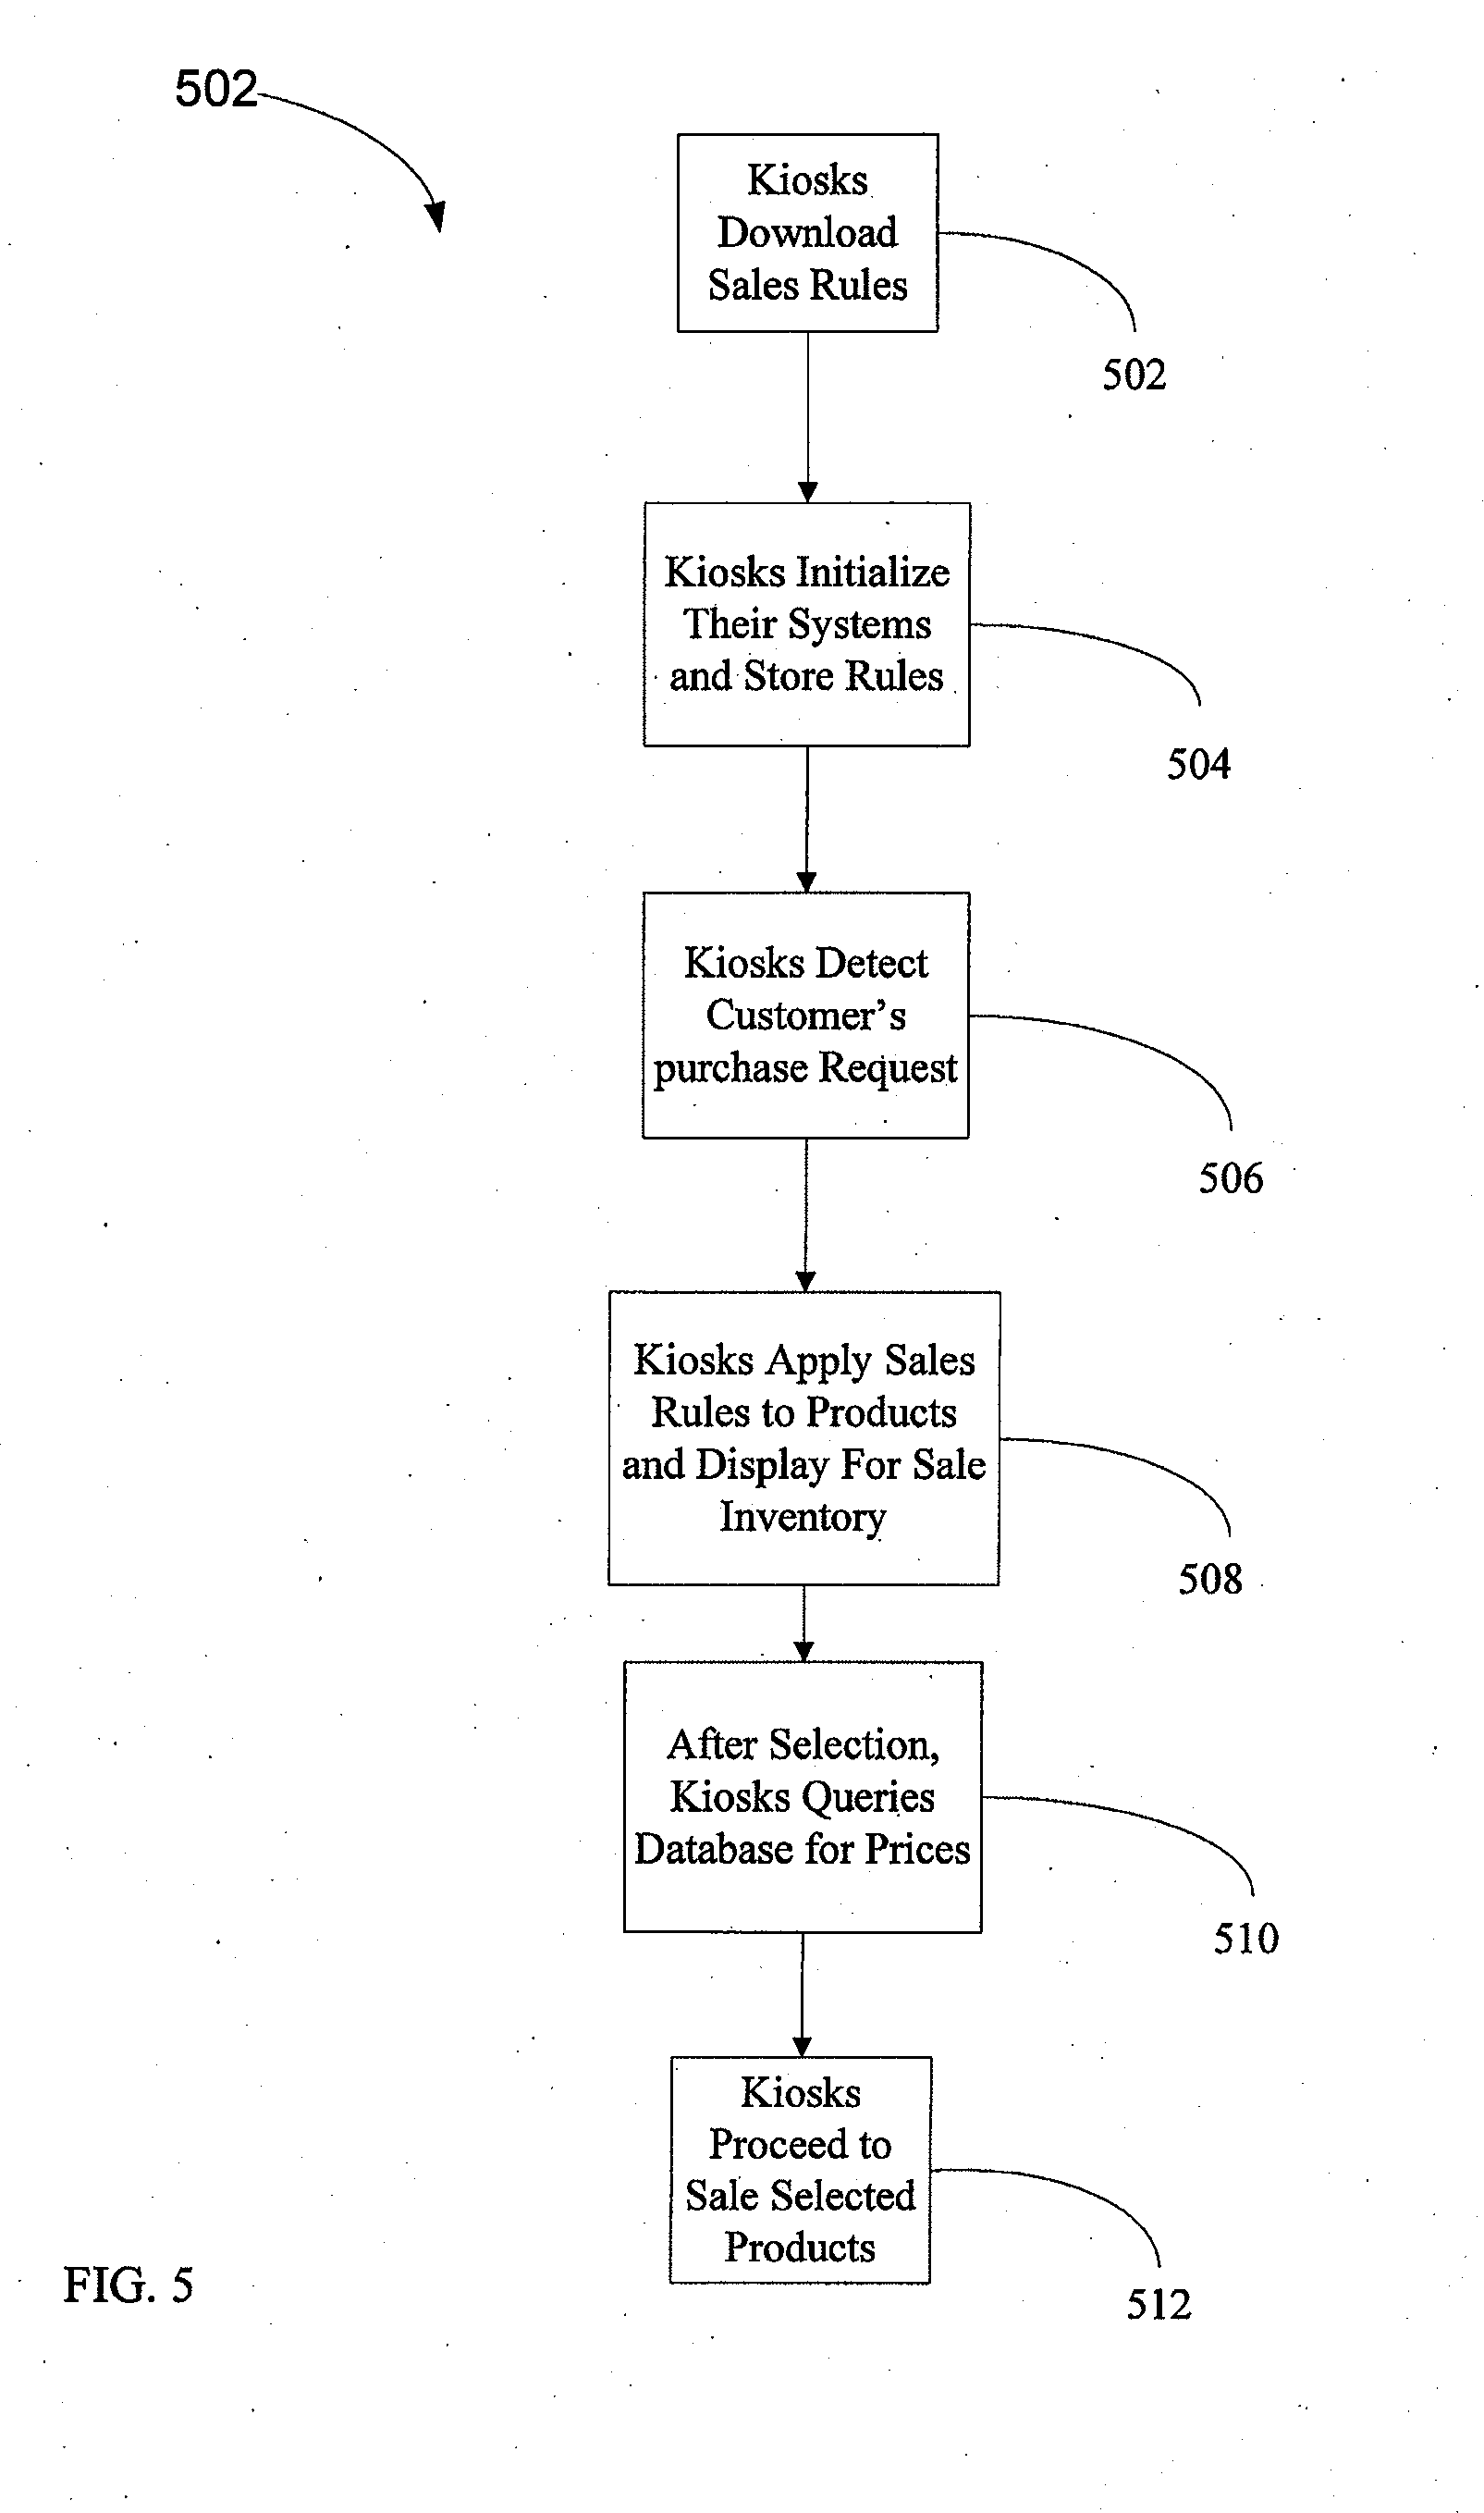 502
Kiosks
Download
Sales Rules
502
Kiosks Initialize
Their Systems
and Store Rules
504
Kiosks Detect
Customer's
purchase Request
506
Kiosks Apply Sales
Rules to Products
and Display For Sale
Inventory
508
After Selection,
Kiosks Queries
Database for Prices
510
Kiosks
Proceed to
Sale Selected
Products
512
FIG. 5